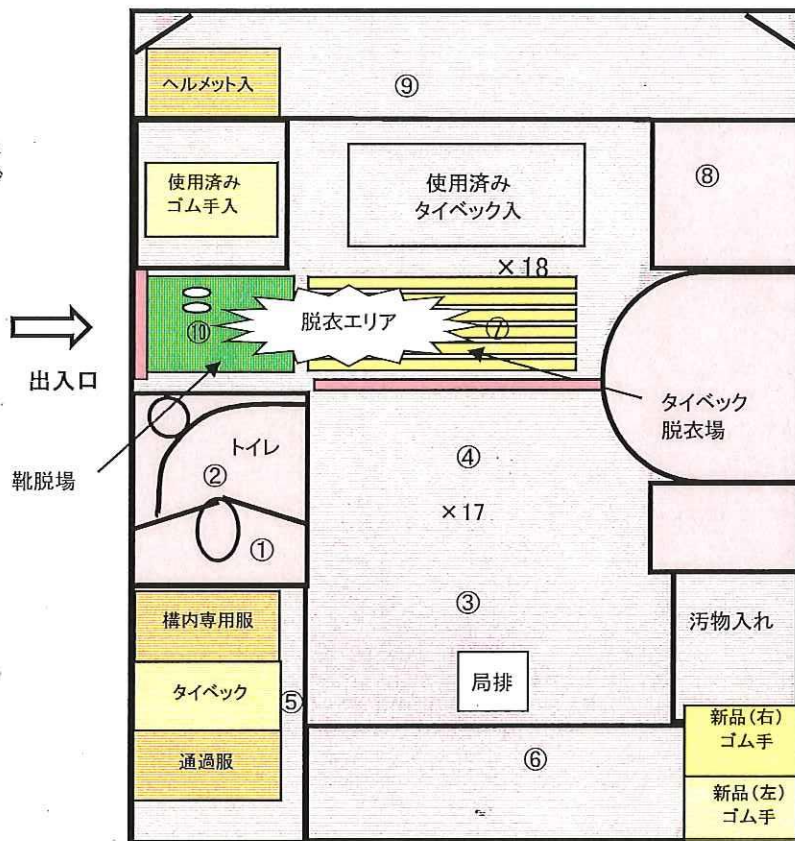 ヘルメット入
⑨
使用済み
ゴム手入
使用済み
タイベック入
⑧
×18
脱衣エリア
⑩
⑦
出入口
タイベック
脱衣場
靴脱場
トイレ
②
①
④
×17
③
局排
汚物入れ
構内専用服
タイベック
通過服
⑤
⑥
新品(右)
ゴム手
新品(左)
ゴム手